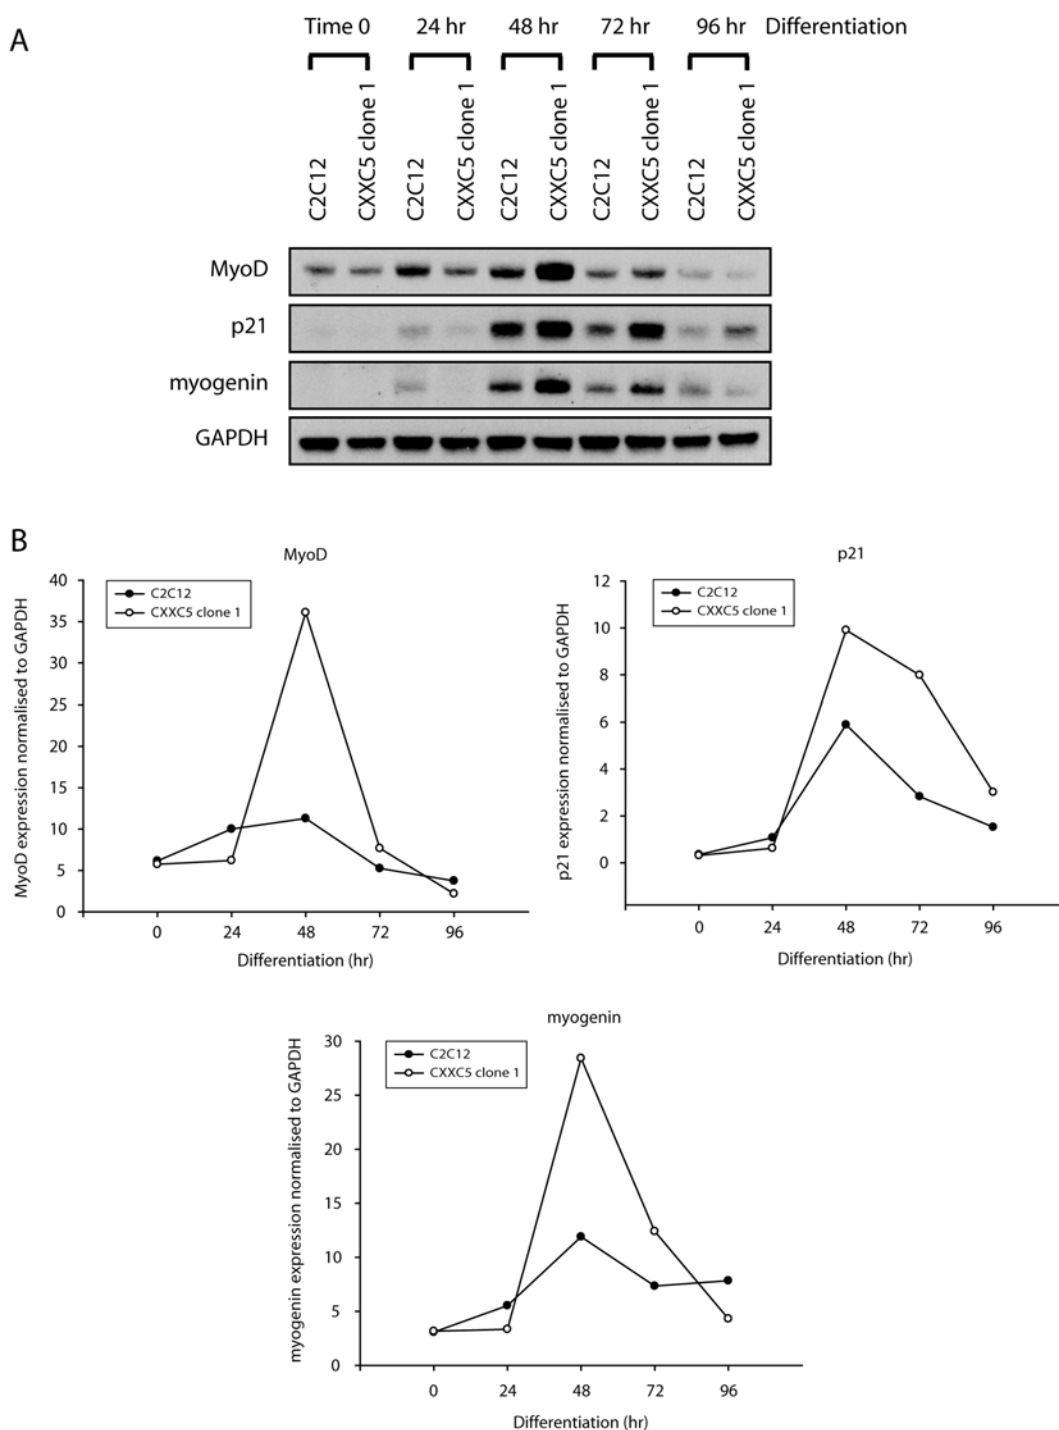 A
Time 0 24 hr 48 hr 72 hr 96 hr Differentiation
C2C12 CXXC5 clone 1 C2C12 CXXC5 clone 1 C2C12 CXXC5 clone 1 C2C12 CXXC5 clone 1 C2C12 CXXC5 clone 1
MyoD
p21
myogenin
GAPDH
B
MyoD
C2C12
CXXC5 clone 1
MyoD expression normalised to GAPDH
40
35
30
25
20
15
10
5
0
0 24 48 72 96
Differentiation (hr)
p21
C2C12
CXXC5 clone 1
p21 expression normalised to GAPDH
12
10
8
6
4
2
0
0 24 48 72 96
Differentiation (hr)
myogenin
C2C12
CXXC5 clone 1
myogenin expression normalised to GAPDH
30
25
20
15
10
5
0
0 24 48 72 96
Differentiation (hr)